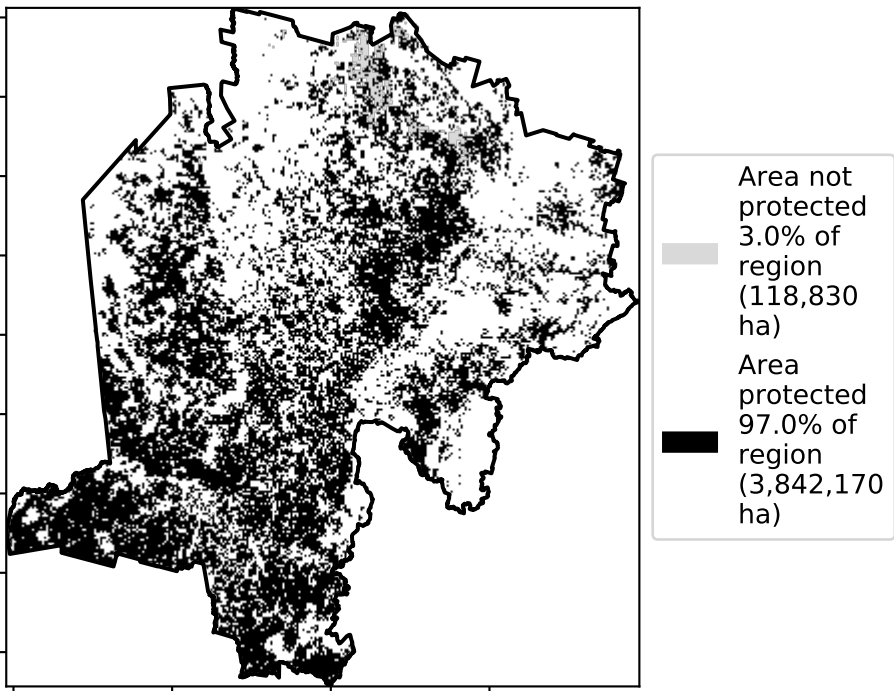 Area not
protected
3.0% of
region
(118,830
ha)
Area
protected
97.0% of
region
(3,842,170
ha)